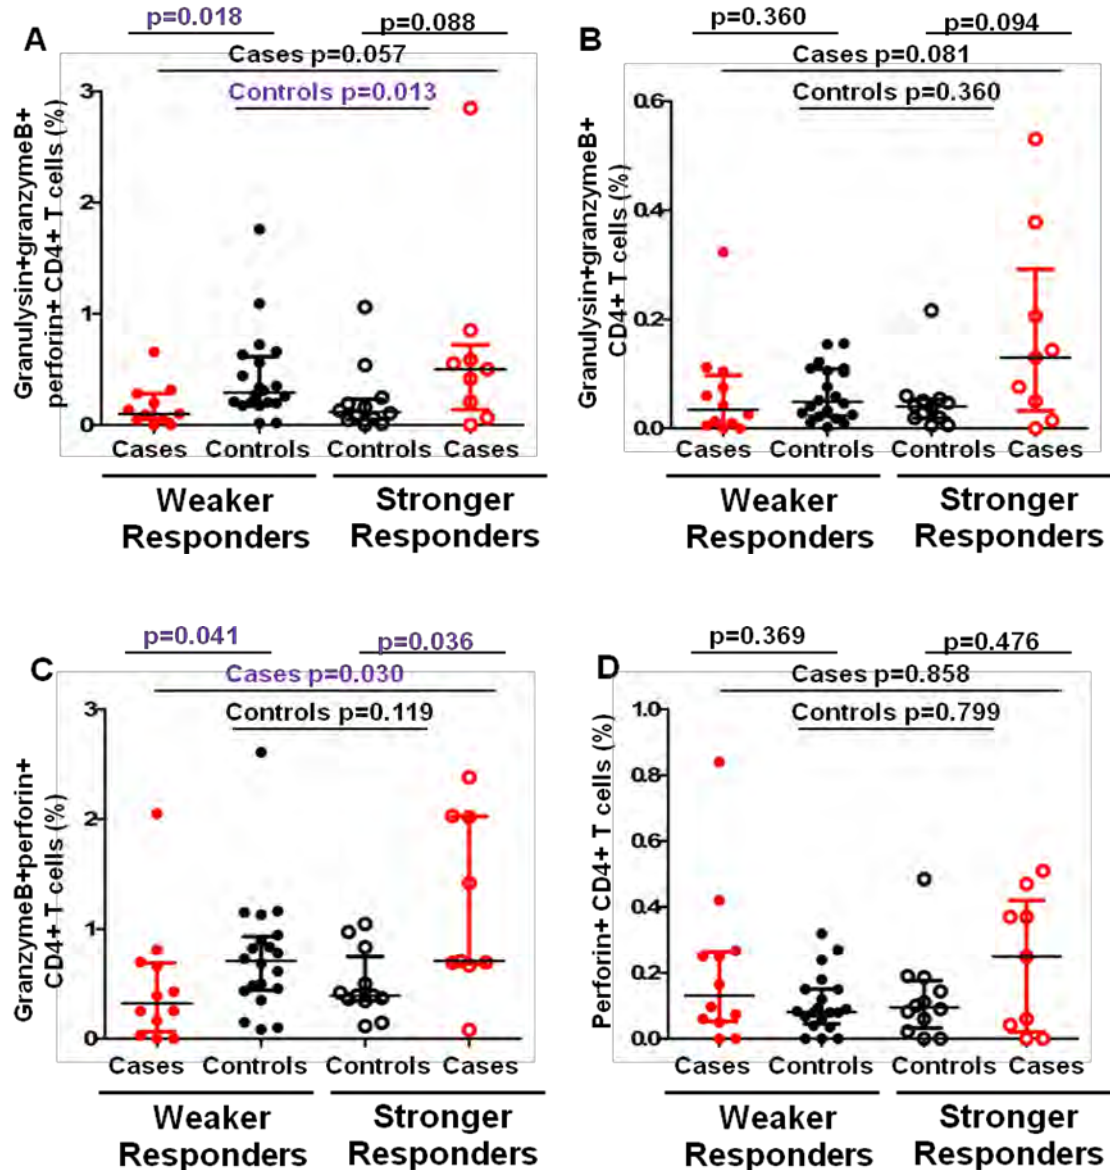 p=0.018
p=0.088
A
Cases p=0.057
Controls p=0.013
Granulysin+granzymeB+
perforin+ CD4+ T cells (%)
3
2
1
0
Cases Controls Controls Cases
Weaker
Responders
Stronger
Responders
p=0.360
p=0.094
B
Cases p=0.081
Controls p=0.360
Granulysin+granzymeB+
CD4+ T cells (%)
0.6
0.4
0.2
0.0
Cases Controls Controls Cases
Weaker
Responders
Stronger
Responders
p=0.041
p=0.036
C
Cases p=0.030
Controls p=0.119
GranzymeB+perforin+
CD4+ T cells (%)
3
2
1
0
Cases Controls Controls Cases
Weaker
Responders
Stronger
Responders
p=0.369
p=0.476
D
Cases p=0.858
Controls p=0.799
Perforin+ CD4+ T cells (%)
1.0
0.8
0.6
0.4
0.2
0.0
Cases Controls Controls Cases
Weaker
Responders
Stronger
Responders